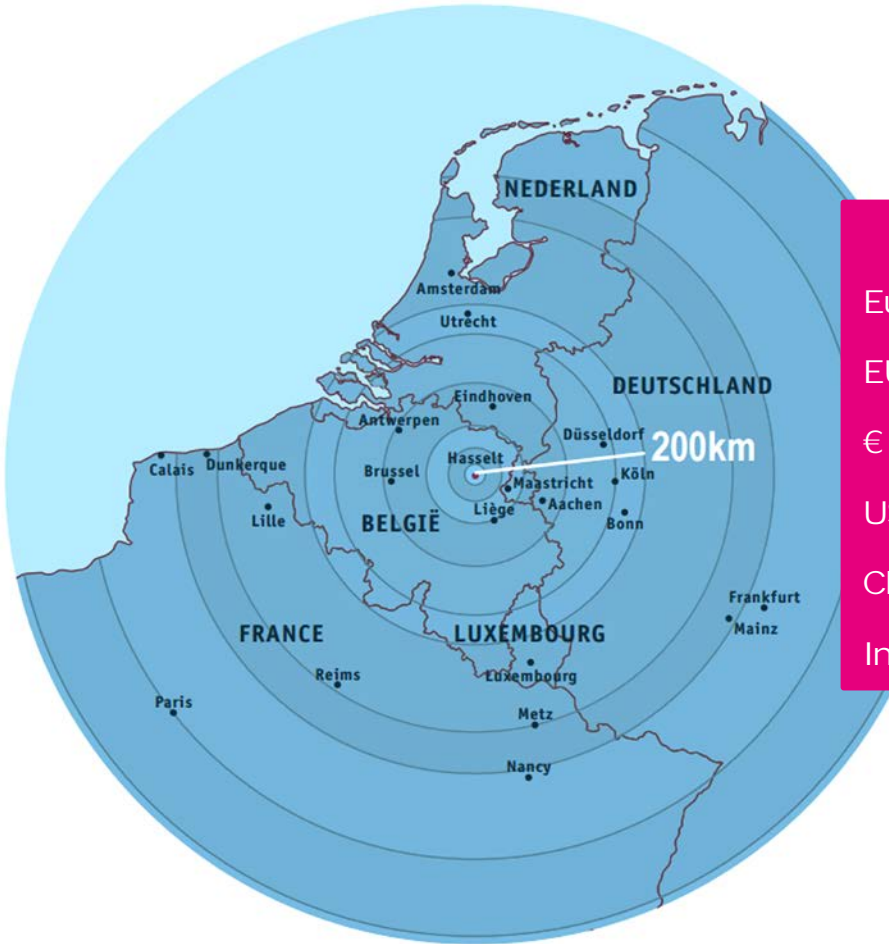 NEDERLAND
Amsterdam
Utrecht
DEUTSCHLAND
Eindhoven
Antwerpen
Düsseldorf
200km
Hasselt
Calais
Dunkerque
Brussel
Maastricht
Köln
Aachen
Liège
Lille
BELGIË
Bonn
Frankfurt
Mainz
FRANCE
LUXEMBOURG
Reims
Luxembourg
Paris
Metz
Nancy
€